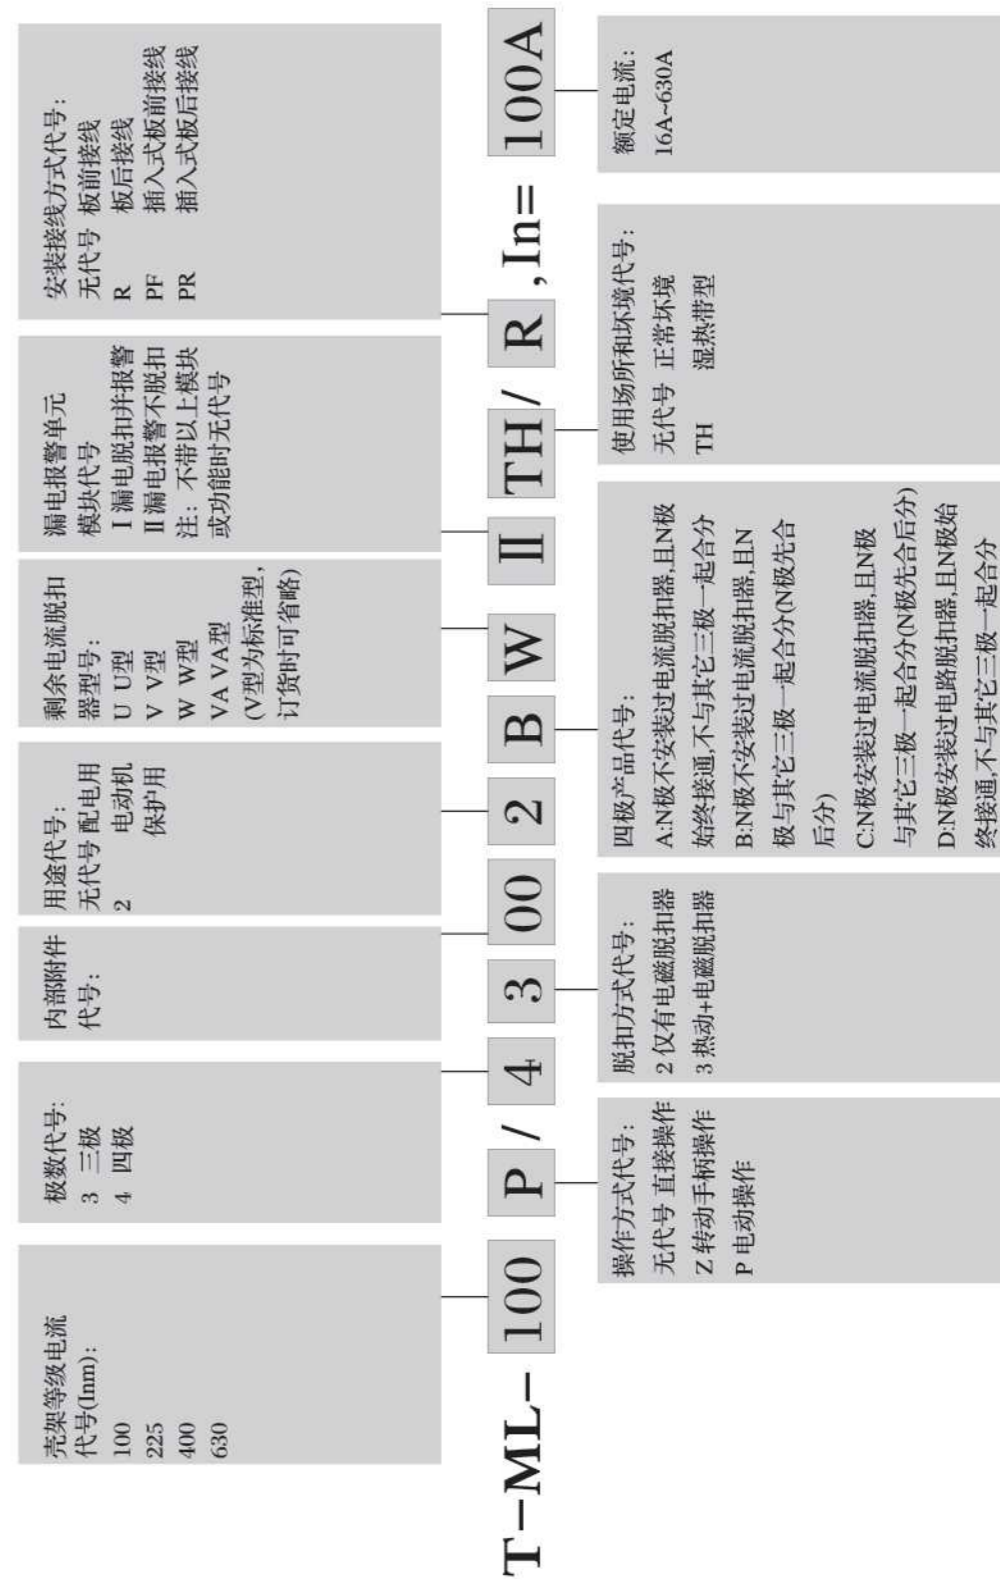 壳架等级电流
代号(Inm):
100
225
400
630
极数代号:
3 三极
4 四极
内部附件
代号:
用途代号:
无代号 配电用
2 电动机
保护用
剩余电流脱扣
器型号:
U U型
V V型
W W型
VA VA型
(V型为标准型,
订货时可省略)
漏电报警单元
模块代号
Ⅰ漏电脱扣并报警
Ⅱ漏电报警不脱扣
注: 不带以上模块
或功能时无代号
安装接线方式代号:
无代号 板前接线
R 板后接线
PF 插入式板前接线
PR 插入式板后接线
T-ML-100 P / 4 3 00 2 B W Ⅱ TH / R ,In= 100A
操作方式代号:
无代号 直接操作
Z 转动手柄操作
P 电动操作
脱扣方式代号:
2 仅有电磁脱扣器
3 热动+电磁脱扣器
四极产品代号:
A:N极不安装过电流脱扣器,且N极
始终接通,不与其它三极一起合分
B:N极不安装过电流脱扣器,且N
极与其它三极一起合分(N极先合
后分)
C:N极安装过电流脱扣器,且N极
与其它三极一起合分(N极先合后分)
D:N极安装过电路脱扣器,且N极始
终接通,不与其它三极一起合分
使用场所和环境代号:
无代号 正常环境
TH 湿热带型
额定电流:
16A~630A